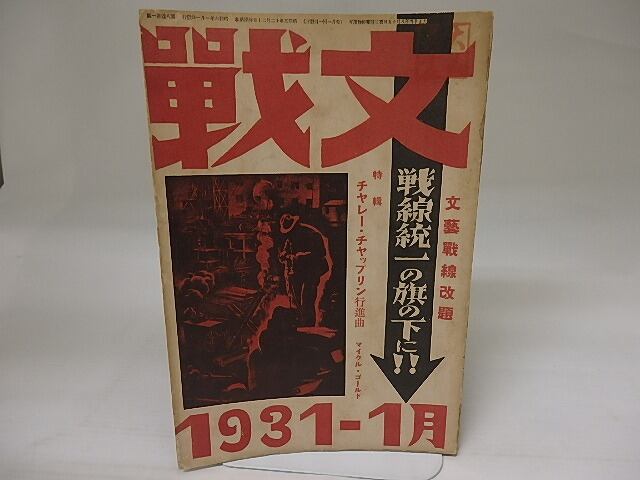 文戰
文藝戰線改題
戦線統一の旗の下に!!
特輯
チャレー・チャップリン行進曲
マイクル・ゴールド
1931-1月